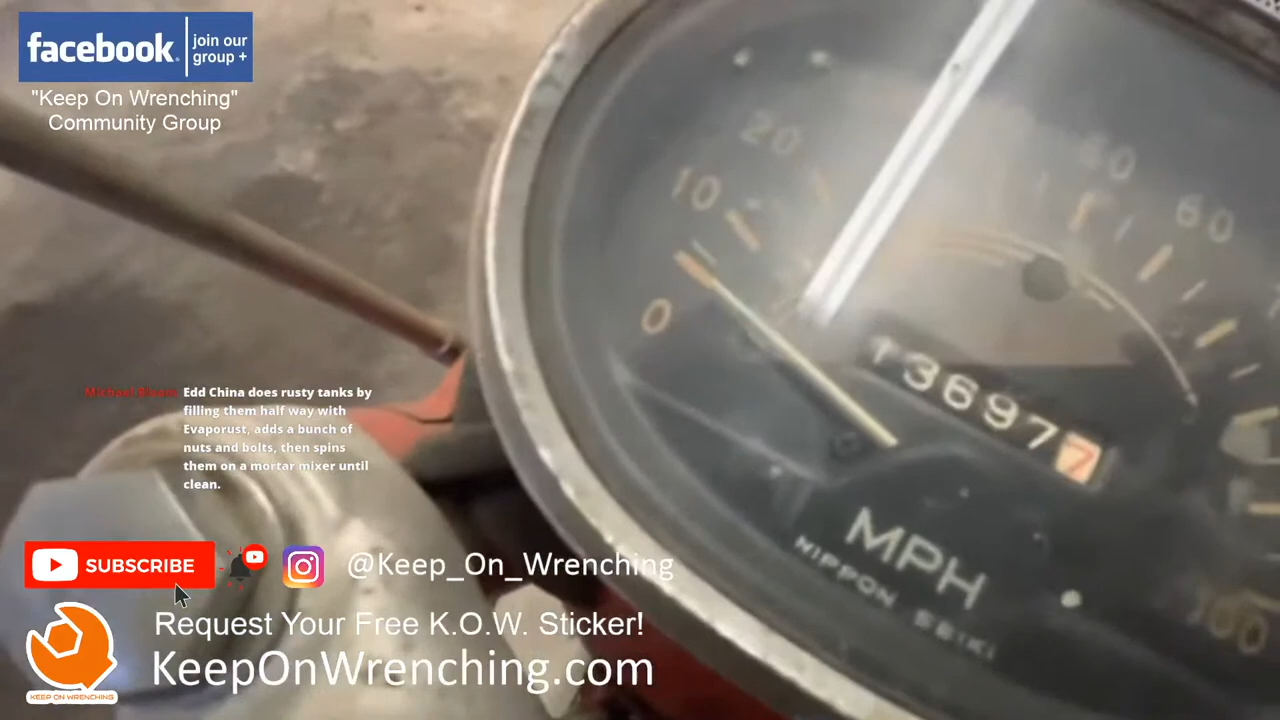 facebook.
join our
group +
"Keep On Wrenching"
Community Group
20
10
0
60
136977
MPH
NIPPON SEIKI
100
Edd China does rusty tanks by
filling them half way with
Evaporust, adds a bunch of
nuts and bolts, then spins
them on a mortar mixer until
clean.
SUBSCRIBE
@Keep_On_Wrenching
Request Your Free K.O.W. Sticker!
KeepOnWrenching.com
KEEP ON WRENCHING